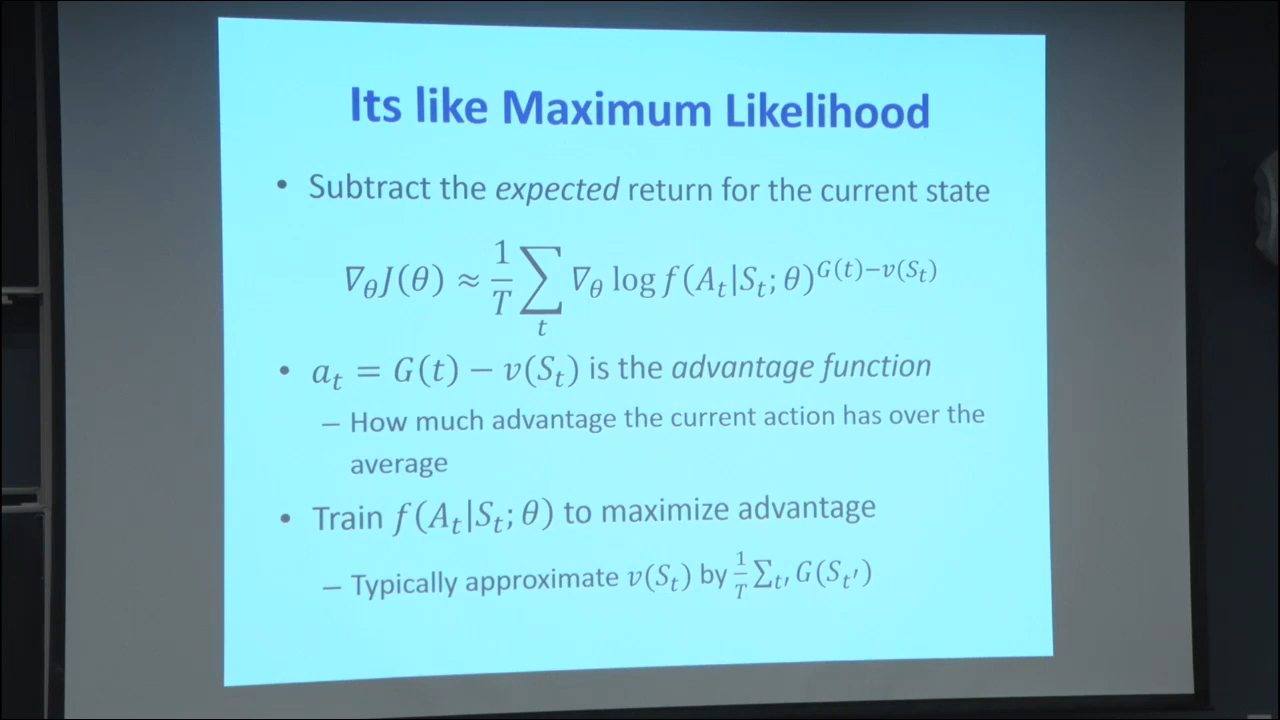 Its like Maximum Likelihood
• Subtract the expected return for the current state
∇θJ(θ) ≈ 1/T ∑t ∇θ log f(At|St; θ)^G(t)−v(St)
• at = G(t) − v(St) is the advantage function
– How much advantage the current action has over the
average
• Train f(At|St; θ) to maximize advantage
– Typically approximate v(St) by 1/T ∑t′ G(St′)